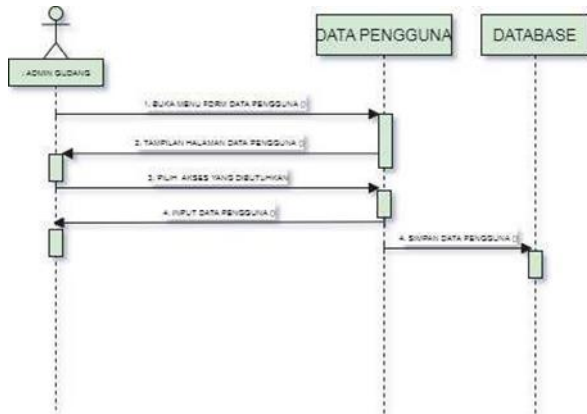 DATA PENGGUNA
DATABASE
: ADMIN GUDANG
1. BUKA MENU FORM DATA PENGGUNA ()
2. TAMPILAN HALAMAN DATA PENGGUNA ()
3. PILIH AKSES YANG DIBUTUHKAN
4. INPUT DATA PENGGUNA ()
4. SIMPAN DATA PENGGUNA ()